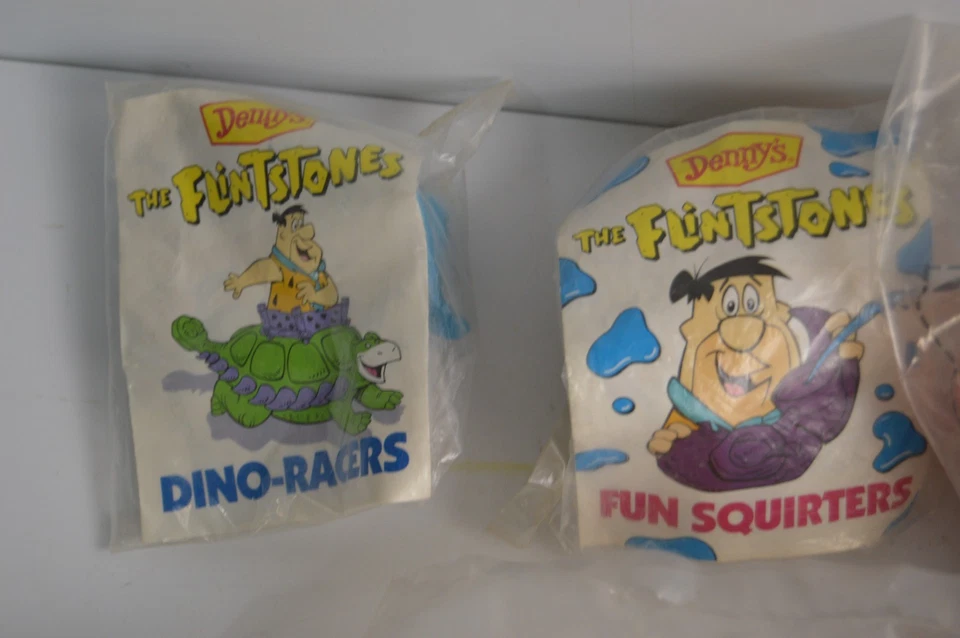 Denny's
THE FLINTSTONES
DINO-RACERS
Denny's
THE FLINTSTONES
FUN SQUIRTERS